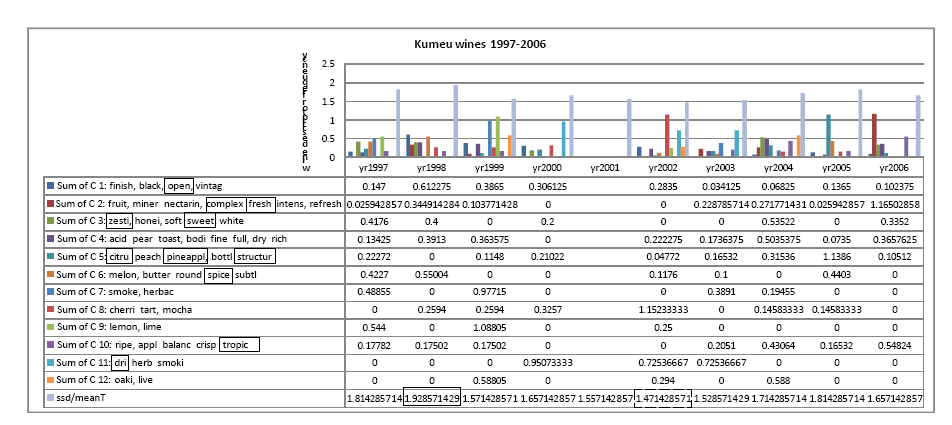 Kumeu wines 1997-2006
2.5
2
1.5
1
0.5
0
yr1997 yr1998 yr1999 yr2000 yr2001 yr2002 yr2003 yr2004 yr2005 yr2006
Sum of C 1: finish, black, open, vintag 0.147 0.612275 0.3865 0.306125 0.2835 0.034125 0.06825 0.1365 0.102375
Sum of C 2: fruit, miner nectarin, complex fresh intens, refresh 0.025942857 0.344914284 0.103771428 0 0 0.228785714 0.271771431 0.025942857 1.16502858
Sum of C 3: zesti, honei, soft sweet, white 0.4176 0.4 0 0.2 0 0 0.53522 0 0.3352
Sum of C 4: acid pear toast, bodi fine full, dry rich 0.13425 0.3913 0.363575 0 0.222275 0.1736375 0.5035375 0.0735 0.3657625
Sum of C 5: citru peach pineappl, bottl structur 0.22272 0 0.1148 0.21022 0.04772 0.16532 0.31536 1.1386 0.10512
Sum of C 6: melon, butter round spice subtl 0.4227 0.55004 0 0 0.1176 0.1 0 0.4403 0
Sum of C 7: smoke, herbac 0.48855 0 0.97715 0 0 0.3891 0.19455 0 0
Sum of C 8: cherri tart, mocha 0 0.2594 0.2594 0.3257 1.15233333 0 0.14583333 0.14583333 0
Sum of C 9: lemon, lime 0.544 0 1.08805 0 0.25 0 0 0 0
Sum of C 10: ripe, appl balanc crisp tropic 0.17782 0.17502 0.17502 0 0 0.2051 0.43064 0.16532 0.54824
Sum of C 11: dri herb smoki 0 0 0 0.95073333 0.72536667 0.72536667 0 0 0
Sum of C 12: oaki, live 0 0 0.58805 0 0.294 0 0.588 0 0
ssd/meanT 1.814285714 1.928571429 1.571428571 1.657142857 1.557142857 1.471428571 1.528571429 1.714285714 1.814285714 1.657142857